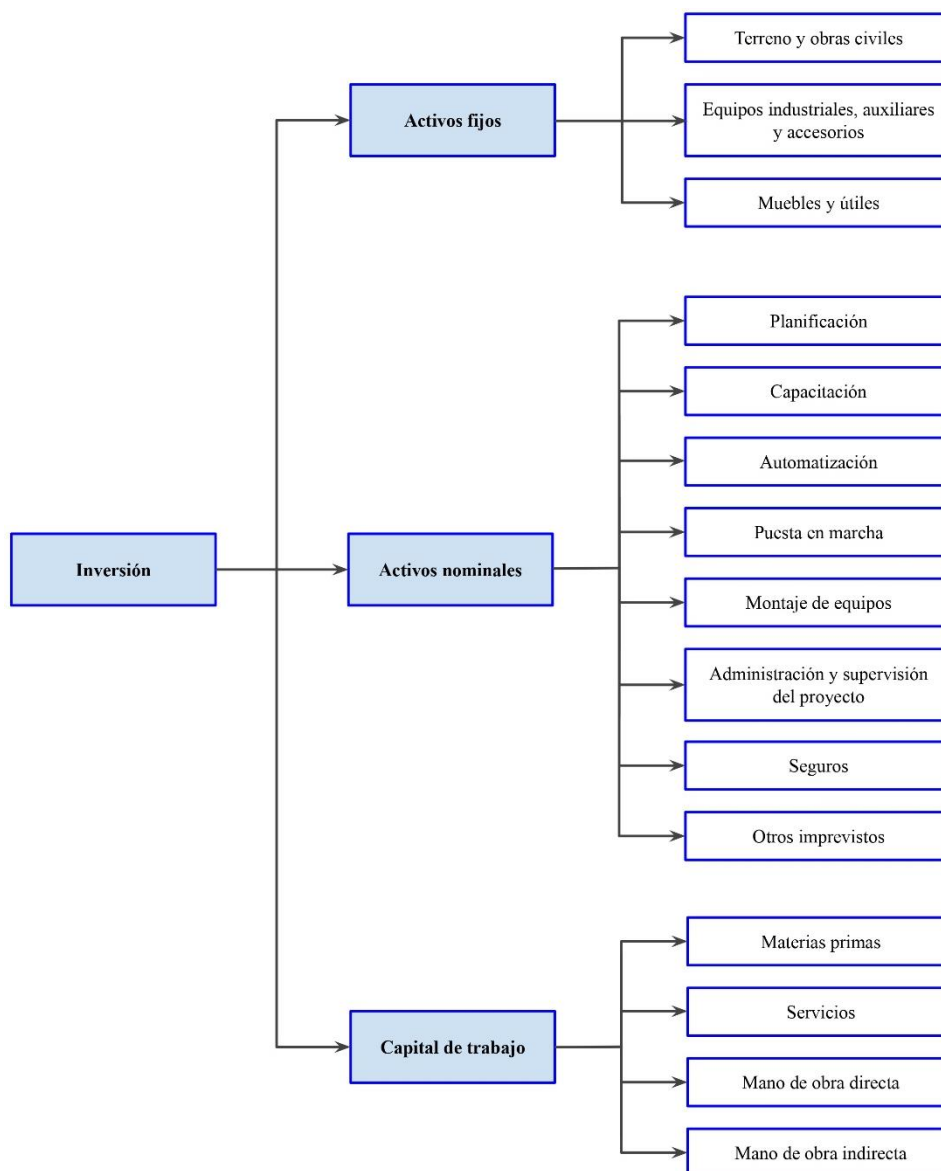 Terreno y obras civiles
Activos fijos
Equipos industriales, auxiliares
y accesorios
Muebles y útiles
Planificación
Capacitación
Automatización
Puesta en marcha
Inversión
Activos nominales
Montaje de equipos
Administración y supervisión
del proyecto
Seguros
Otros imprevistos
Materias primas
Servicios
Capital de trabajo
Mano de obra directa
Mano de obra indirecta